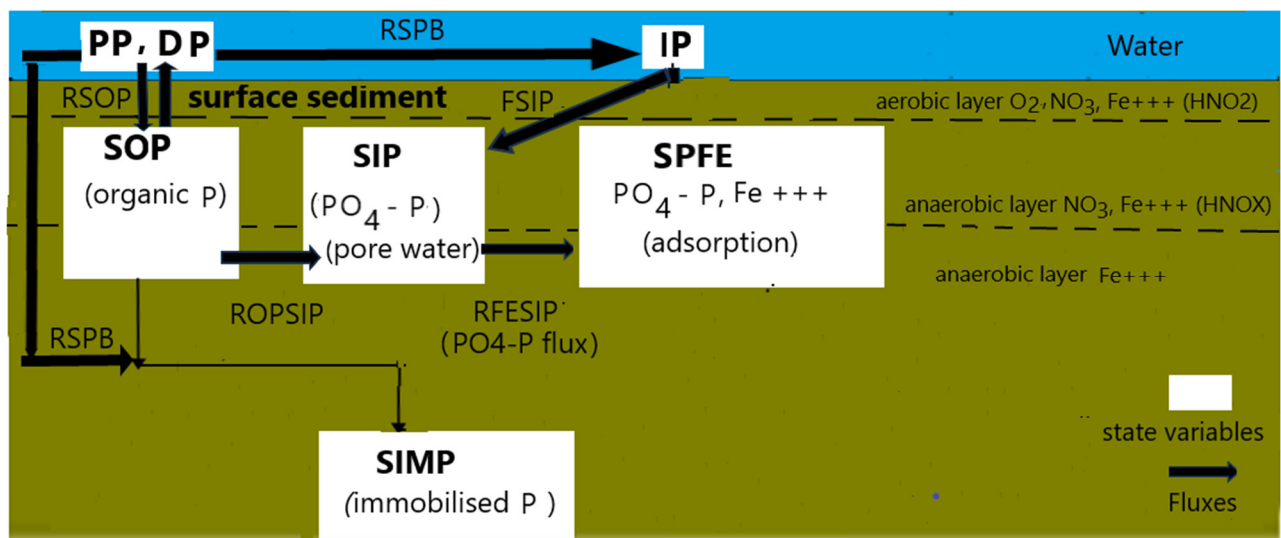 PP, DP
RSPB
IP
Water
RSOP
surface sediment
FSIP
aerobic layer O2,NO3, Fe+++ (HNO2)
SOP
(organic P)
SIP
(PO4 - P)
(pore water)
SPFE
PO4 - P, Fe +++
(adsorption)
anaerobic layer NO3, Fe+++ (HNOX)
anaerobic layer Fe+++
ROPSIP
RFESIP
(PO4-P flux)
RSPB
SIMP
(immobilised P )
state variables
Fluxes